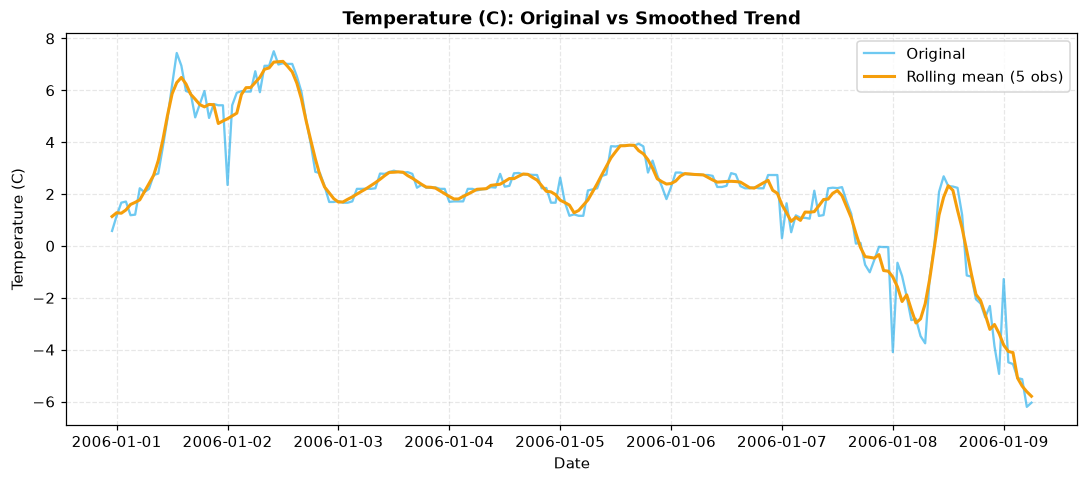 Temperature (C): Original vs Smoothed Trend
Original
Rolling mean (5 obs)
Temperature (C)
8
6
4
2
0
−2
−4
−6
2006-01-01 2006-01-02 2006-01-03 2006-01-04 2006-01-05 2006-01-06 2006-01-07 2006-01-08 2006-01-09
Date